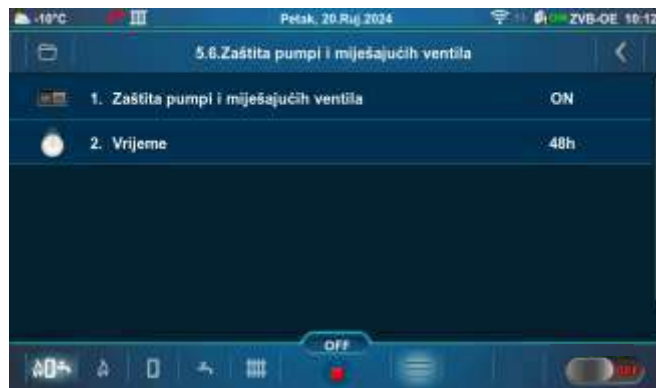 -10°C Petak, 20.Ruj.2024 ZVB-OE 10:12
5.6.Zaštita pumpi i miješajućih ventila
1. Zaštita pumpi i miješajućih ventila ON
2. Vrijeme 48h
OFF
OFF